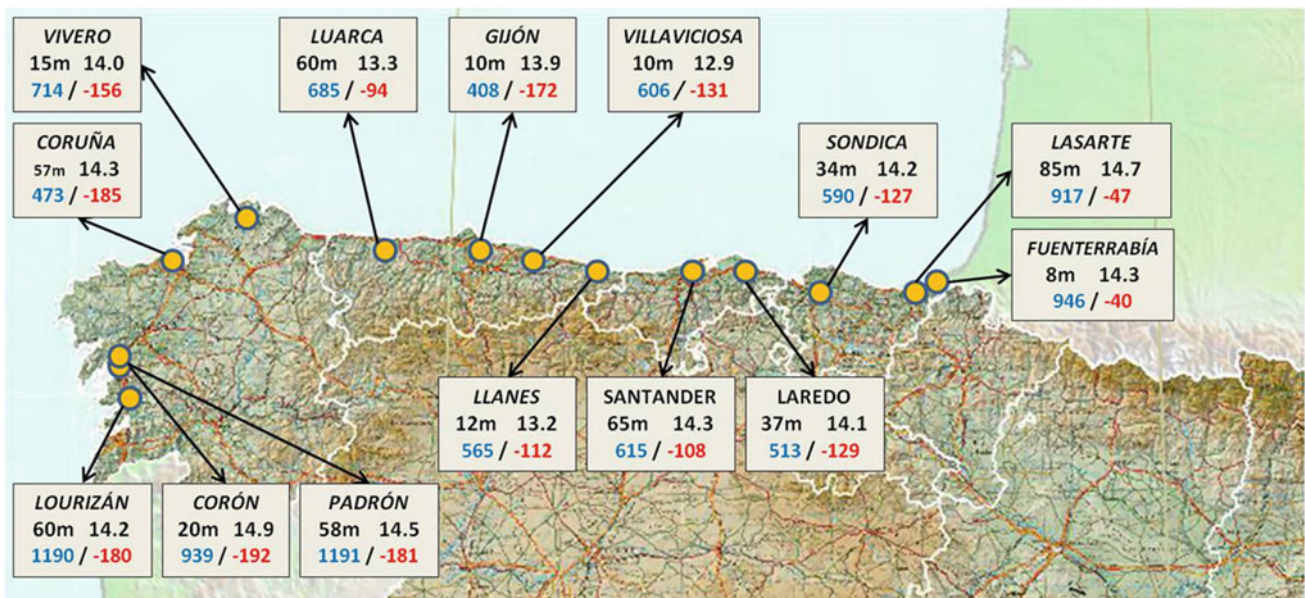 VIVERO
15m 14.0
714 / -156
LUARCA
60m 13.3
685 / -94
GIJÓN
10m 13.9
408 / -172
VILLAVICIOSA
10m 12.9
606 / -131
CORUÑA
57m 14.3
473 / -185
SONDICA
34m 14.2
590 / -127
LASARTE
85m 14.7
917 / -47
FUENTERRABÍA
8m 14.3
946 / -40
LLANES
12m 13.2
565 / -112
SANTANDER
65m 14.3
615 / -108
LAREDO
37m 14.1
513 / -129
LOURIZÁN
60m 14.2
1190 / -180
CORÓN
20m 14.9
939 / -192
PADRÓN
58m 14.5
1191 / -181